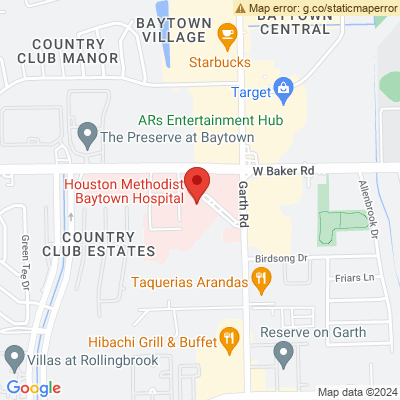 Map error: g.co/staticmaperror
BAYTOWN
VILLAGE
BAYTOWN
CENTRAL
COUNTRY
CLUB MANOR
Starbucks
Target
ARs Entertainment Hub
The Preserve at Baytown
W Baker Rd
Houston Methodist
Baytown Hospital
Garth Rd
Allenbrook Dr
COUNTRY
CLUB ESTATES
Green Tee Dr
Birdsong Dr
Friars Ln
Taquerias Arandas
Hibachi Grill & Buffet
Reserve on Garth
Villas at Rollingbrook
Google
Map data ©2024